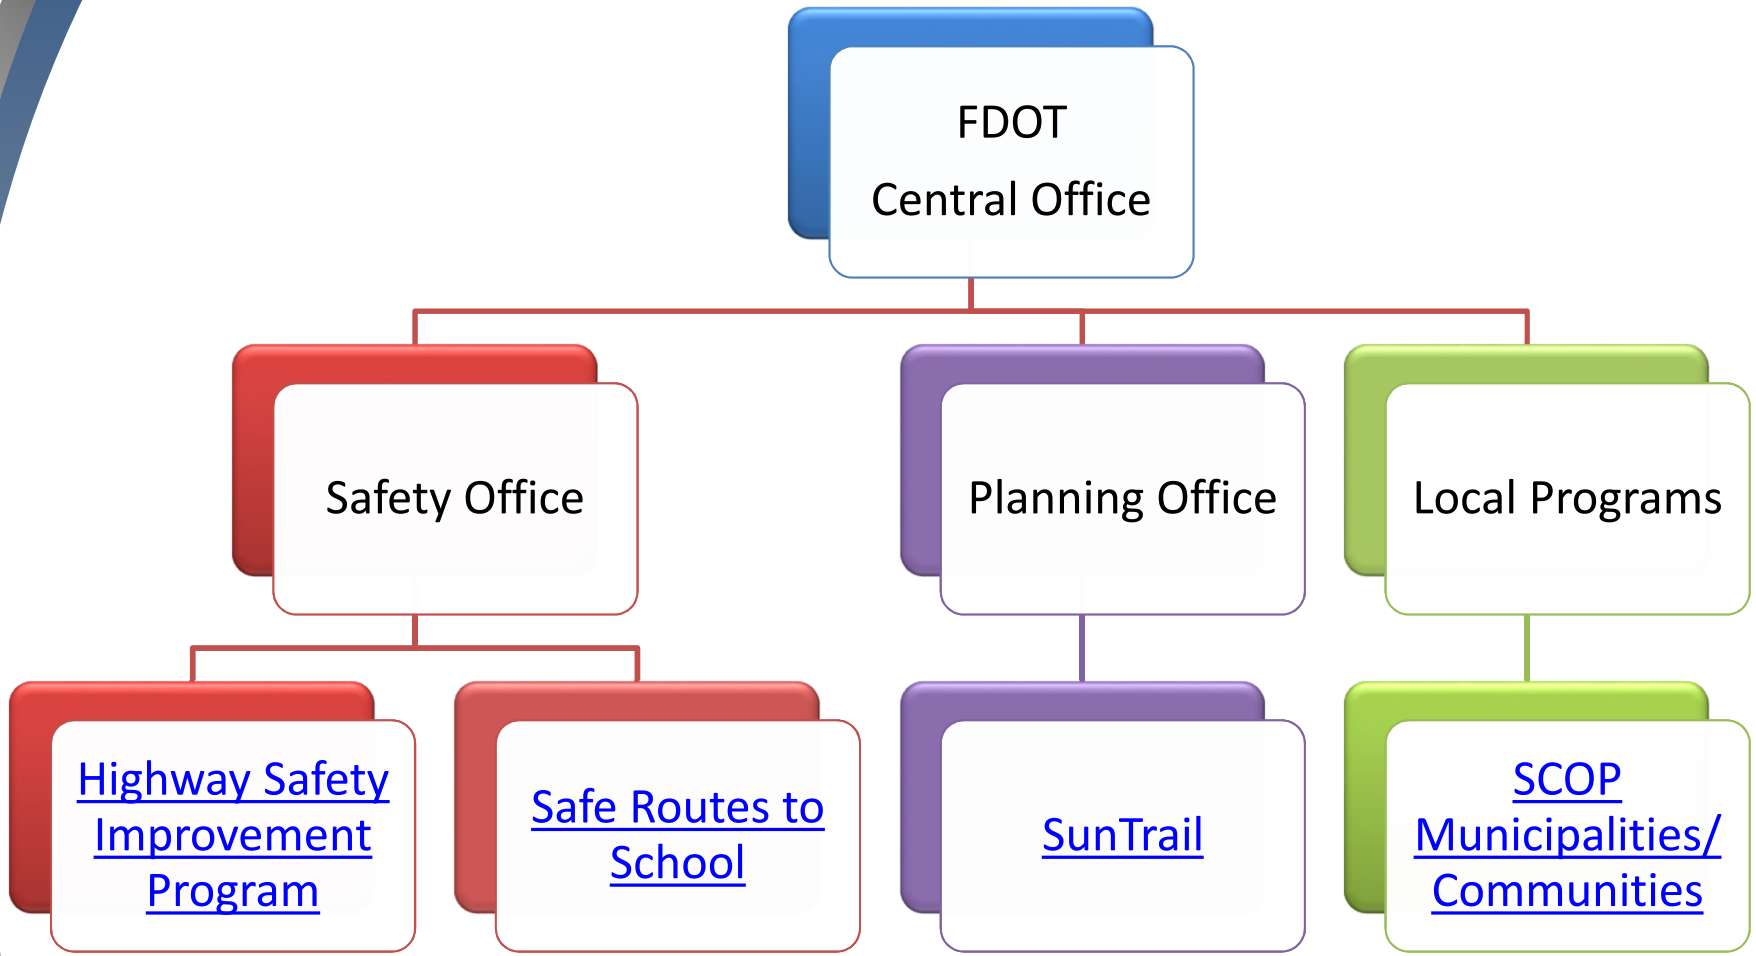 FDOT
Central Office
Safety Office
Planning Office
Local Programs
Highway Safety
Improvement
Program
Safe Routes to
School
SunTrail
SCOP
Municipalities/
Communities